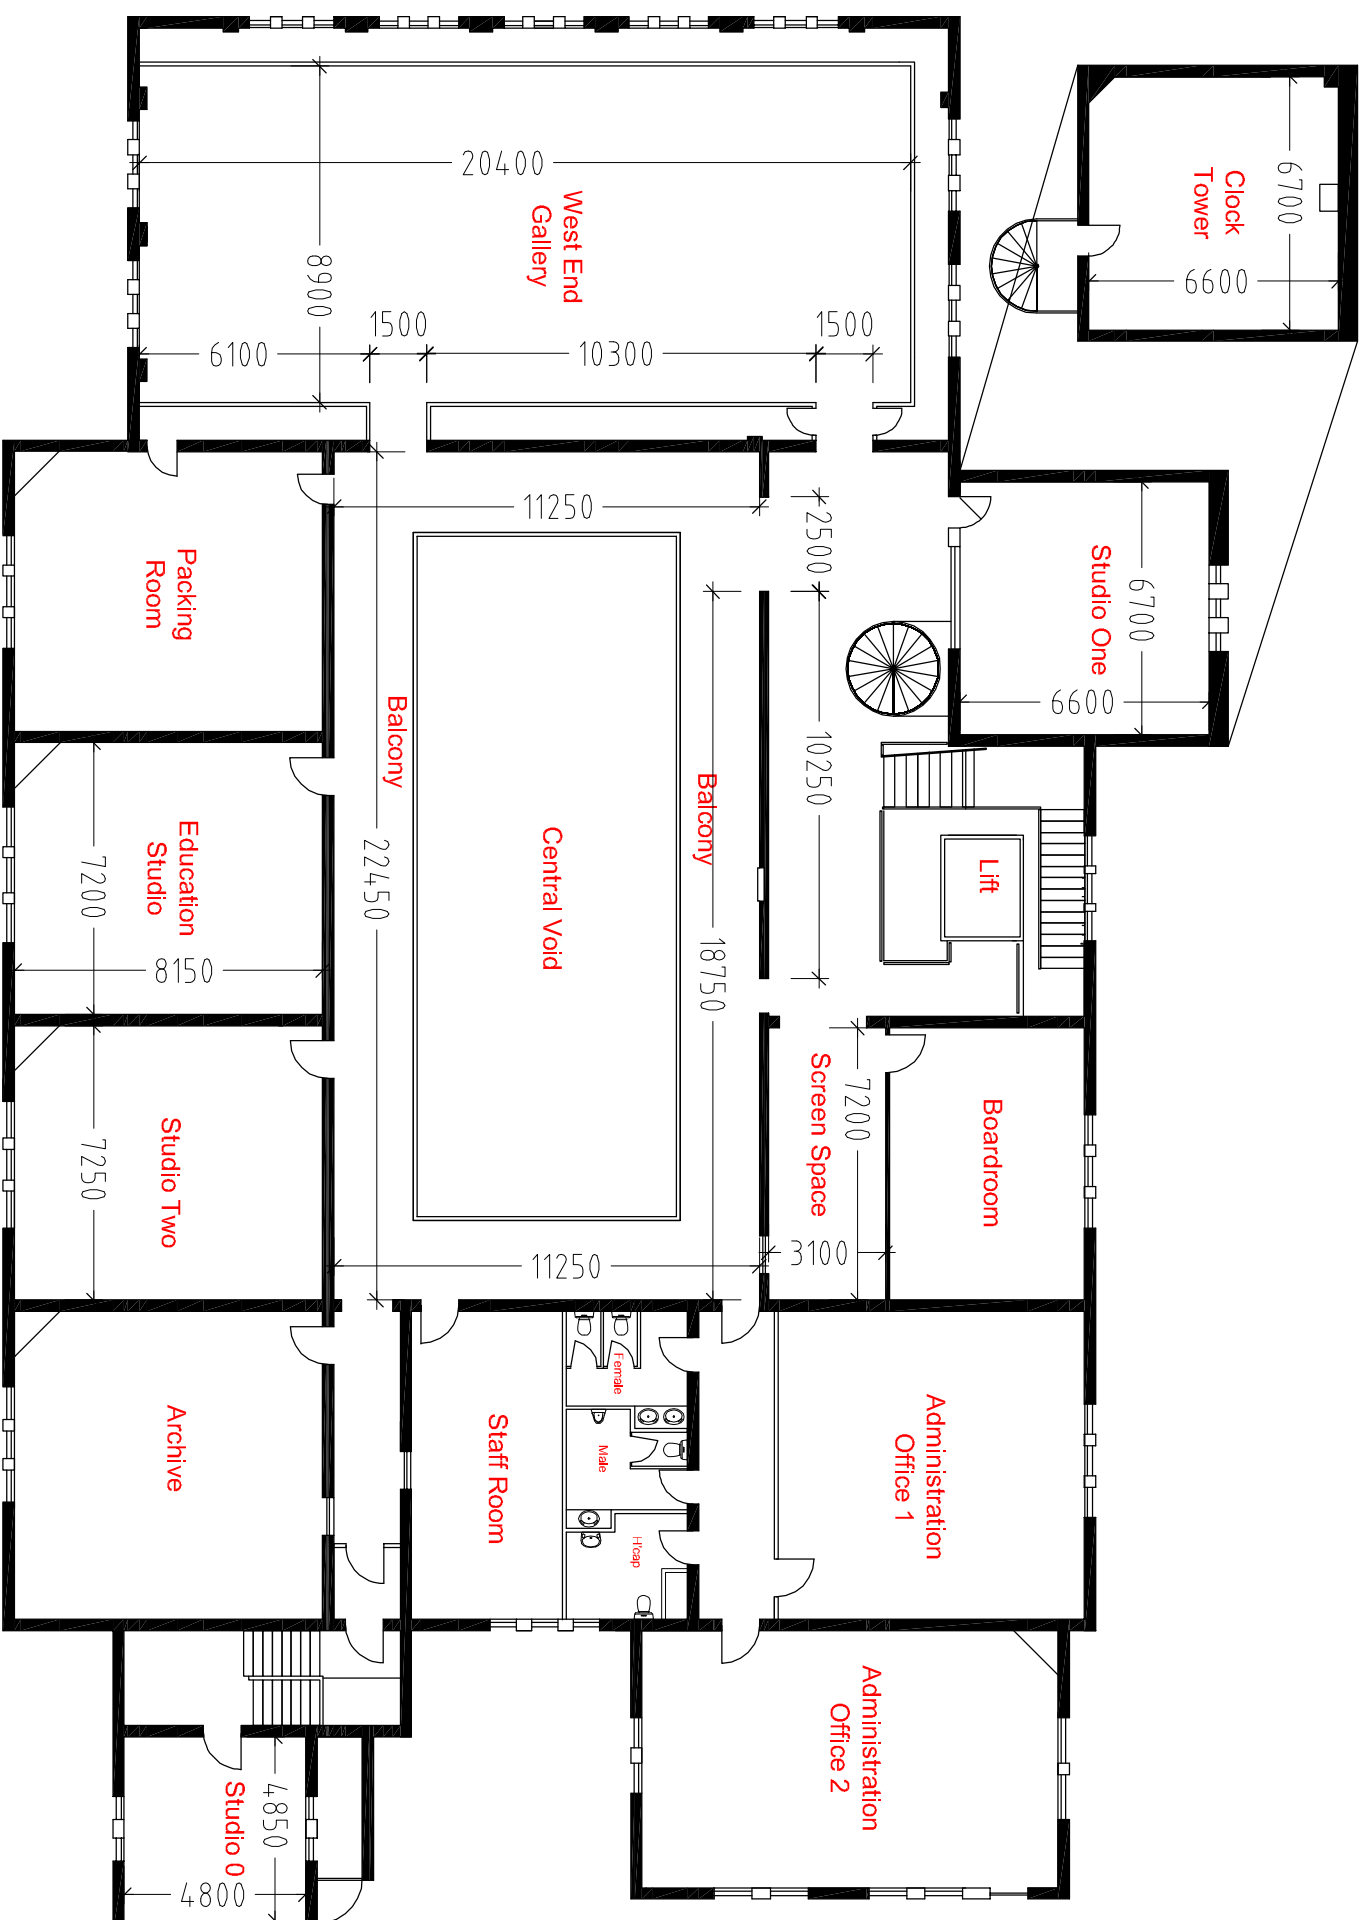 Clock
Tower
6700
6600
20400
West End
Gallery
8900
1500
1500
6100
10300
11250
2500
Studio One
6700
6600
Packing
Room
Balcony
Balcony
10250
Education
Studio
7200
8150
22450
Central Void
18750
Lift
Screen Space
7200
Boardroom
3100
Studio Two
7250
11250
Archive
Staff Room
Female
Male
H'cap
Administration
Office 1
Administration
Office 2
Studio 0
4850
4800